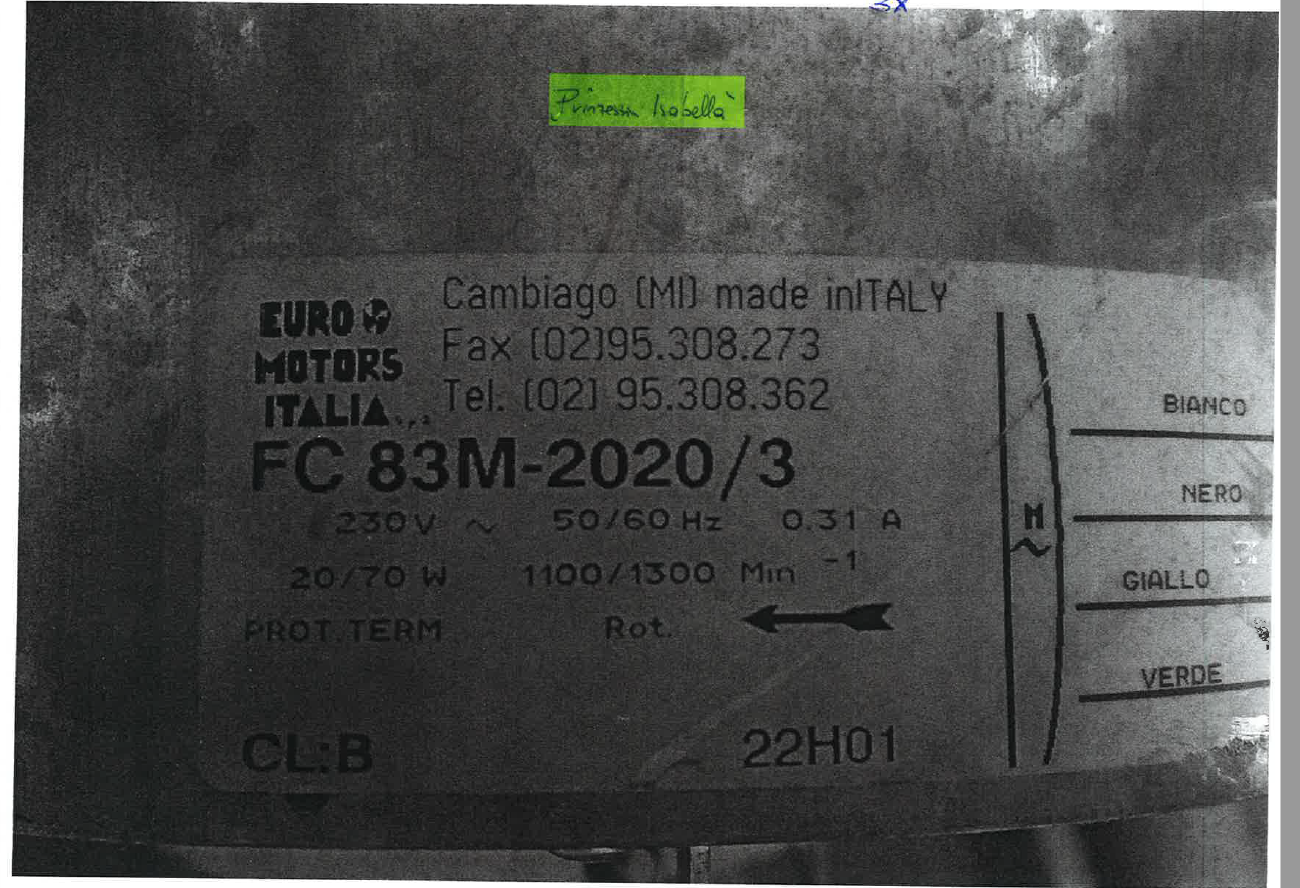 3x
Prinzessin Isabella
EURO
MOTORS
ITALIA
Cambiago (MI) made inITALY
Fax (02)95.308.273
Tel. (02) 95.308.362
FC 83M-2020/3
230V ~ 50/60 Hz 0.31 A
20/70 W 1100/1300 Min -1
PROT.TERM Rot.
CL:B 22H01
M
~
BIANCO
NERO
GIALLO
VERDE